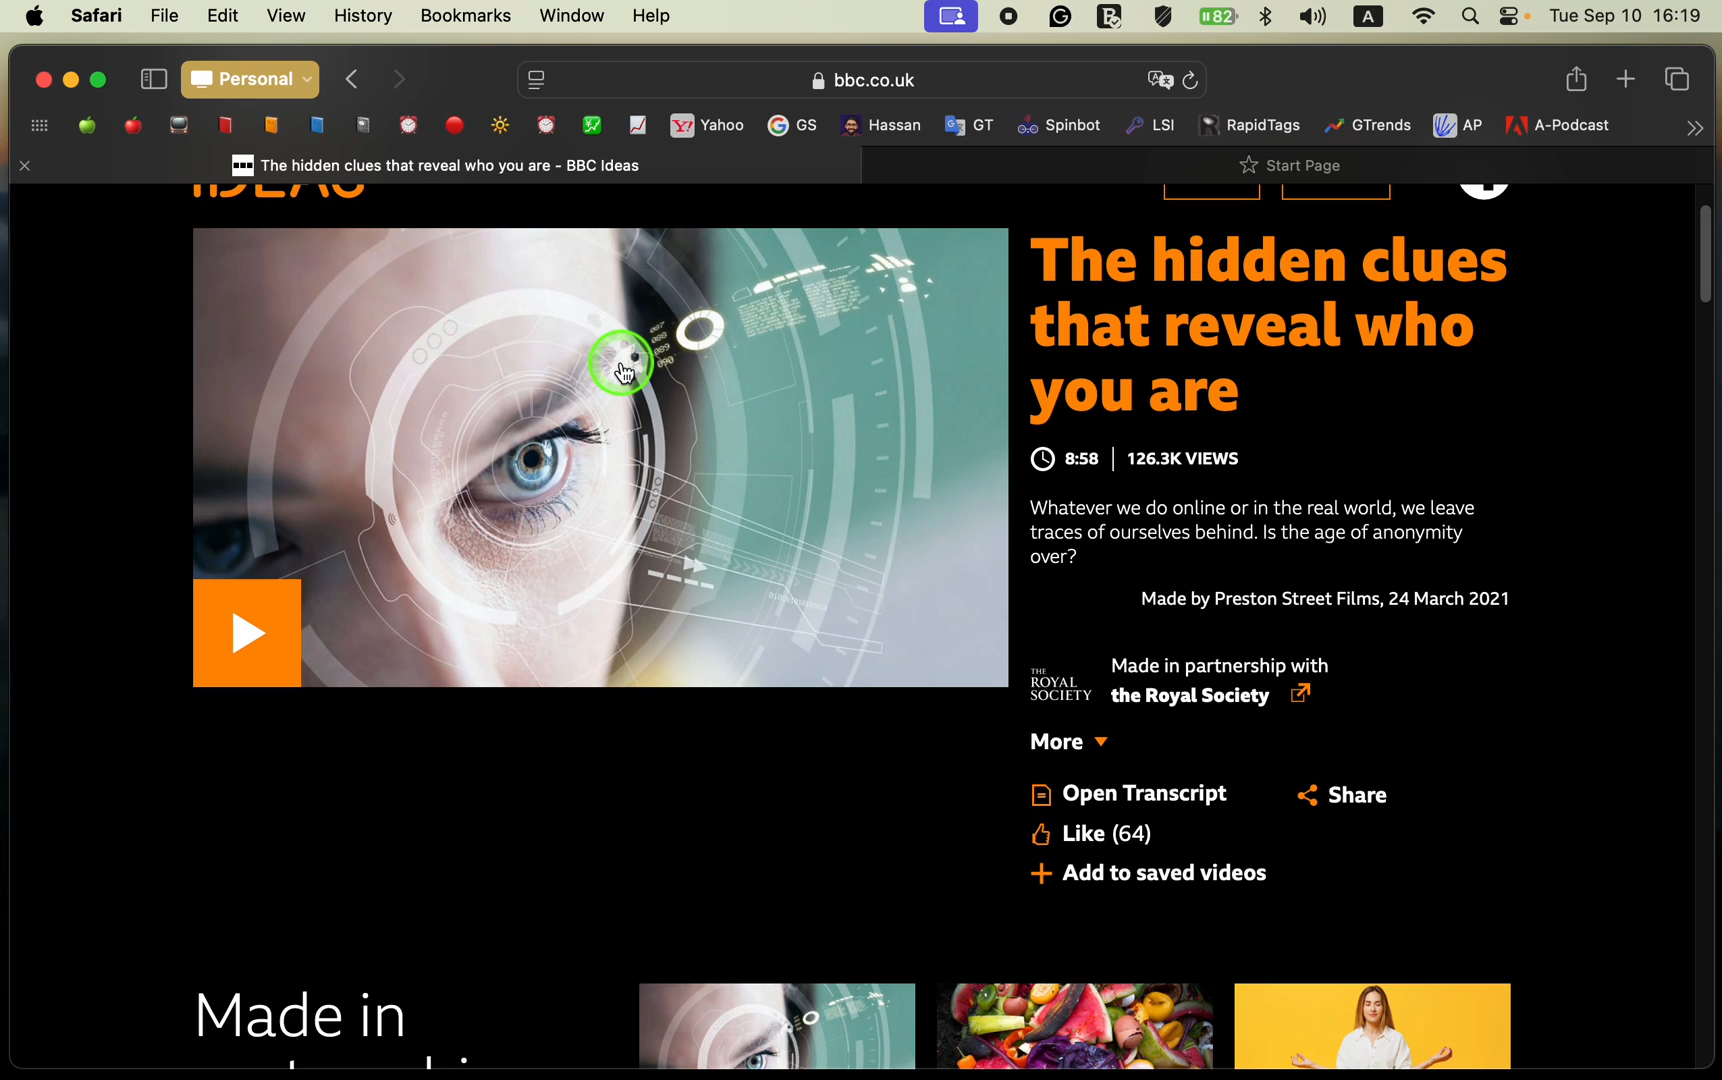 Safari File Edit View History Bookmarks Window Help 82 A Tue Sep 10 16:19
Personal bbc.co.uk
Yahoo GS Hassan GT Spinbot LSI RapidTags GTrends AP A-Podcast
The hidden clues that reveal who you are - BBC Ideas Start Page
IDEAS
The hidden clues
that reveal who
you are
8:58 126.3K VIEWS
Whatever we do online or in the real world, we leave
traces of ourselves behind. Is the age of anonymity
over?
Made by Preston Street Films, 24 March 2021
THE
ROYAL
SOCIETY
Made in partnership with
the Royal Society
More
Open Transcript Share
Like (64)
Add to saved videos
Made in